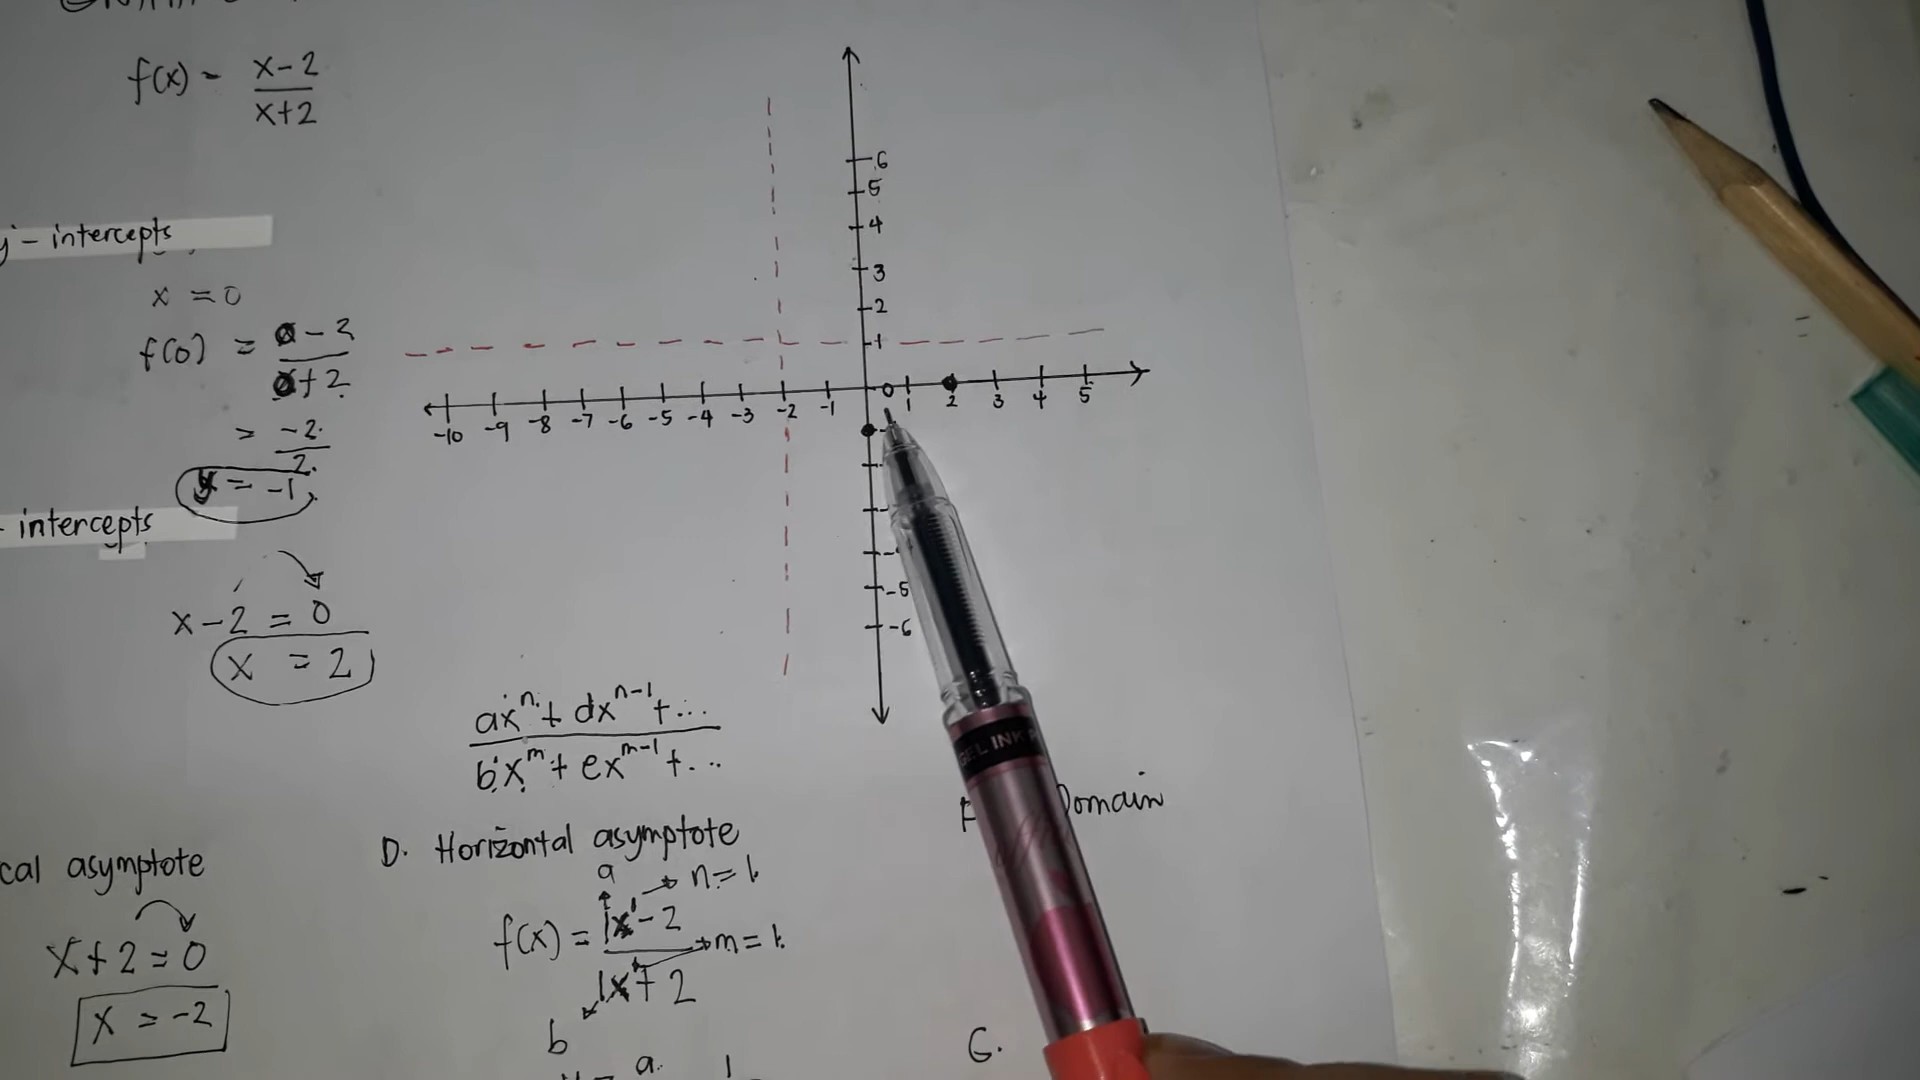 f(x) = x-2
x+2
y - intercepts
x = 0
f(0) = 0 - 2
0 + 2
= -2
2
y = -1
- intercepts
x - 2 = 0
x = 2
6
5
4
3
2
1
-10 -9 -8 -7 -6 -5 -4 -3 -2 -1 0 1 2 3 4 5
-5
-6
ax^n + dx^n-1 + ...
bx^m + ex^m-1 + ...
GEL INK
Domain
cal asymptote
x + 2 = 0
x = -2
D. Horizontal asymptote
a
n = 1
f(x) = 1x^1 - 2
m = 1
1x^1 + 2
b
a
1
G.